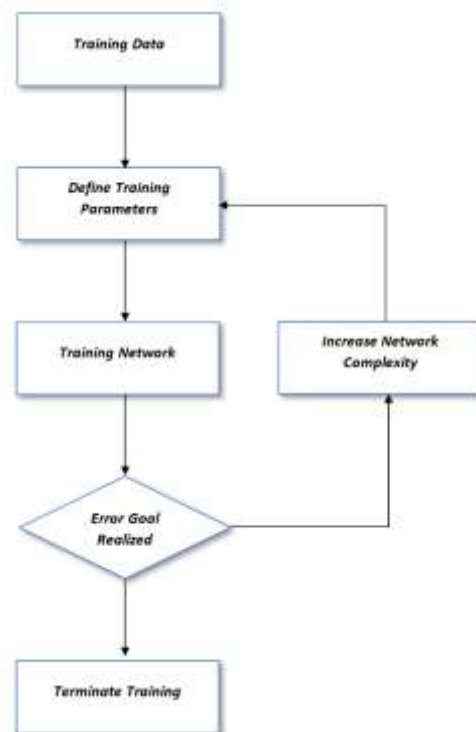 Training Data
Define Training
Parameters
Training Network
Increase Network
Complexity
Error Goal
Realized
Terminate Training